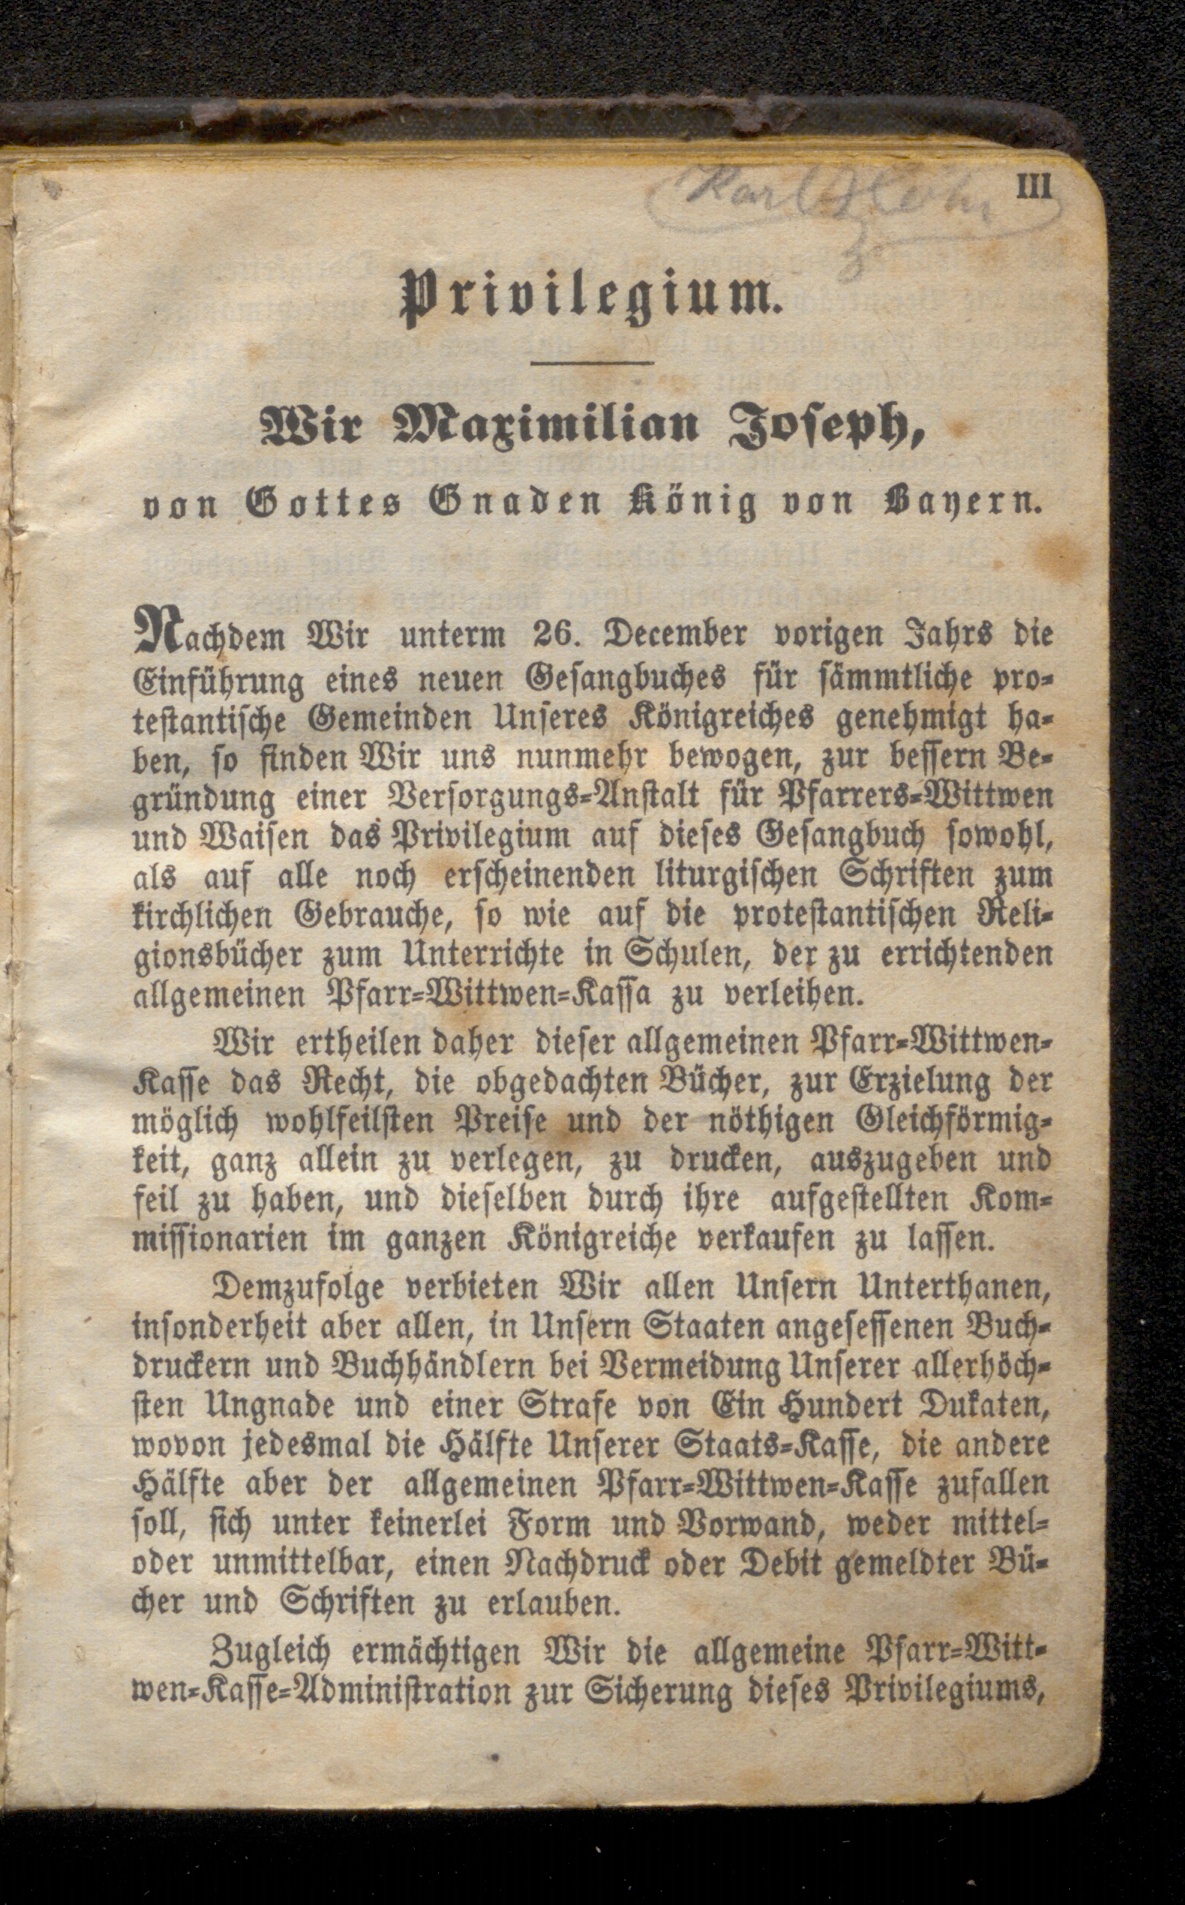 III
Karl
Privilegium.
Wir Maximilian Joseph,
von Gottes Gnaden König von Bayern.
Nachdem Wir unterm 26. December vorigen Jahrs die
Einführung eines neuen Gesangbuches für sämmtliche pro-
testantische Gemeinden Unseres Königreiches genehmigt ha-
ben, so finden Wir uns nunmehr bewogen, zur bessern Be-
gründung einer Versorgungs-Anstalt für Pfarrers-Wittwen
und Waisen das Privilegium auf dieses Gesangbuch sowohl,
als auf alle noch erscheinenden liturgischen Schriften zum
kirchlichen Gebrauche, so wie auf die protestantischen Reli-
gionsbücher zum Unterrichte in Schulen, der zu errichtenden
allgemeinen Pfarr-Wittwen-Kassa zu verleihen.
Wir ertheilen daher dieser allgemeinen Pfarr-Wittwen-
Kasse das Recht, die obgedachten Bücher, zur Erzielung der
möglich wohlfeilsten Preise und der nöthigen Gleichförmig-
keit, ganz allein zu verlegen, zu drucken, auszugeben und
feil zu haben, und dieselben durch ihre aufgestellten Kom-
missionarien im ganzen Königreiche verkaufen zu lassen.
Demzufolge verbieten Wir allen Unsern Unterthanen,
insonderheit aber allen, in Unsern Staaten angesessenen Buch-
druckern und Buchhändlern bei Vermeidung Unserer allerhöch-
sten Ungnade und einer Strafe von Ein Hundert Dukaten,
wovon jedesmal die Hälfte Unserer Staats-Kasse, die andere
Hälfte aber der allgemeinen Pfarr-Wittwen-Kasse zufallen
soll, sich unter keinerlei Form und Vorwand, weder mittel-
oder unmittelbar, einen Nachdruck oder Debit gemeldter Bü-
cher und Schriften zu erlauben.
Zugleich ermächtigen Wir die allgemeine Pfarr-Witt-
wen-Kasse-Administration zur Sicherung dieses Privilegiums,